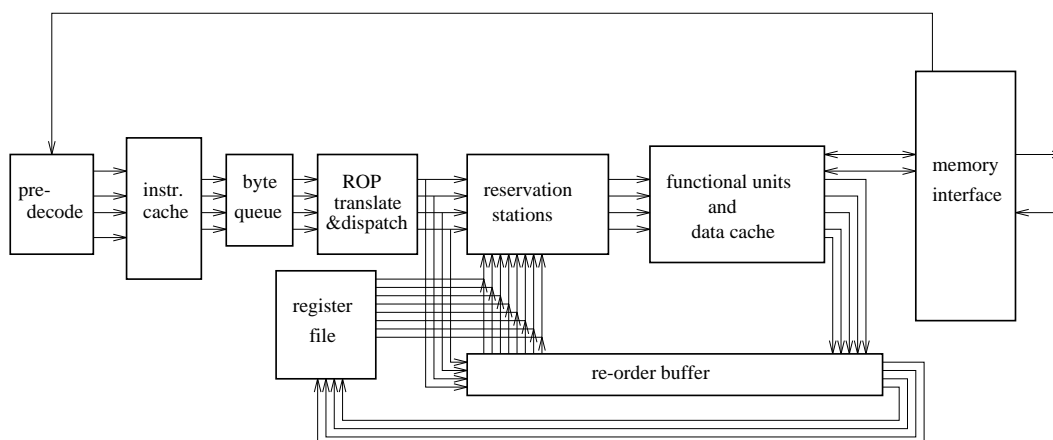 pre-
decode
instr.
cache
byte
queue
ROP
translate
&dispatch
reservation
stations
functional units
and
data cache
memory
interface
register
file
re-order buffer